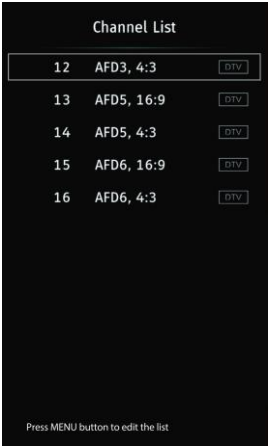 Channel List
12 AFD3, 4:3 DTV
13 AFD5, 16:9 DTV
14 AFD5, 4:3 DTV
15 AFD6, 16:9 DTV
16 AFD6, 4:3 DTV
Press MENU button to edit the list